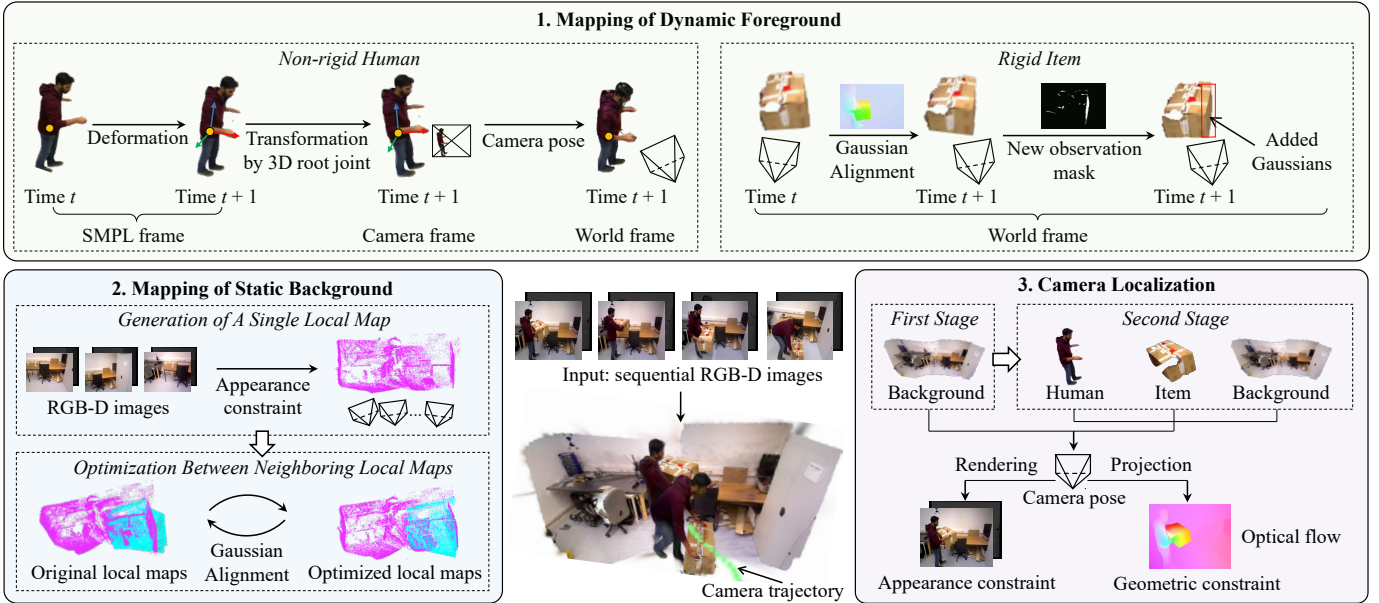 1. Mapping of Dynamic Foreground
Non-rigid Human
Deformation
Transformation
by 3D root joint
Camera pose
Time t
Time t + 1
Time t + 1
Time t + 1
SMPL frame
Camera frame
World frame
Rigid Item
Gaussian
Alignment
New observation
mask
Added
Gaussians
Time t
Time t + 1
Time t + 1
World frame
2. Mapping of Static Background
Generation of A Single Local Map
RGB-D images
Appearance
constraint
...
Optimization Between Neighboring Local Maps
Gaussian
Alignment
Original local maps
Optimized local maps
Input: sequential RGB-D images
Camera trajectory
3. Camera Localization
First Stage
Second Stage
Background
Human
Item
Background
Rendering
Projection
Camera pose
Optical flow
Appearance constraint
Geometric constraint